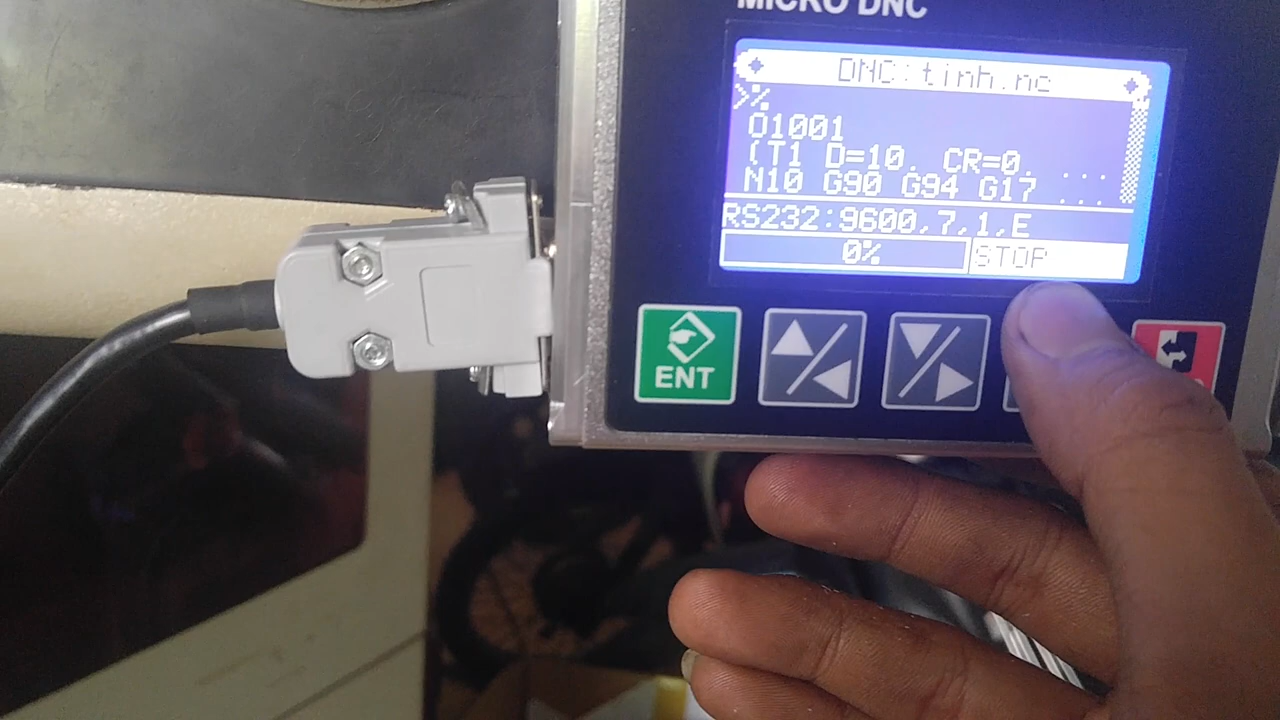 MICRO DNC
DNC:tinh.nc
>%
O1001
(T1 D=10. CR=0. ...
N10 G90 G94 G17 ...
RS232:9600,7,1,E
0% STOP
ENT